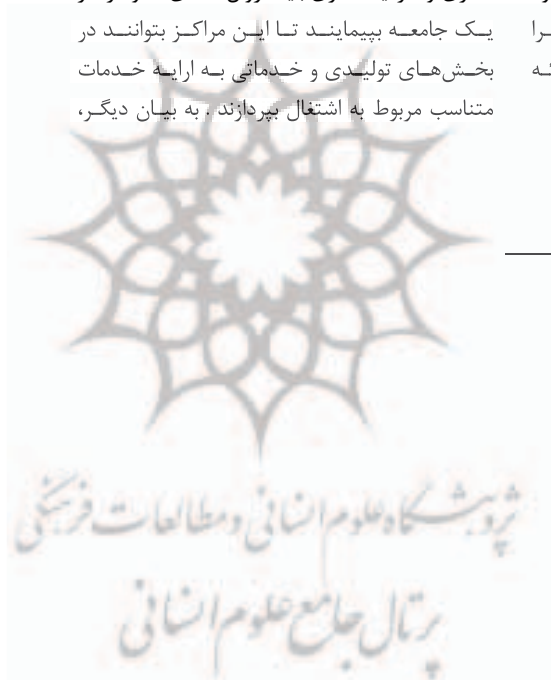 یک جامعه بپیمایند تا این مراکز بتوانند در
بخش‌های تولیدی و خدماتی به ارایه خدمات
متناسب مربوط به اشتغال بپردازند. به بیان دیگر،
پژوهشگاه علوم انسانی و مطالعات فرهنگی
پرتال جامع علوم انسانی